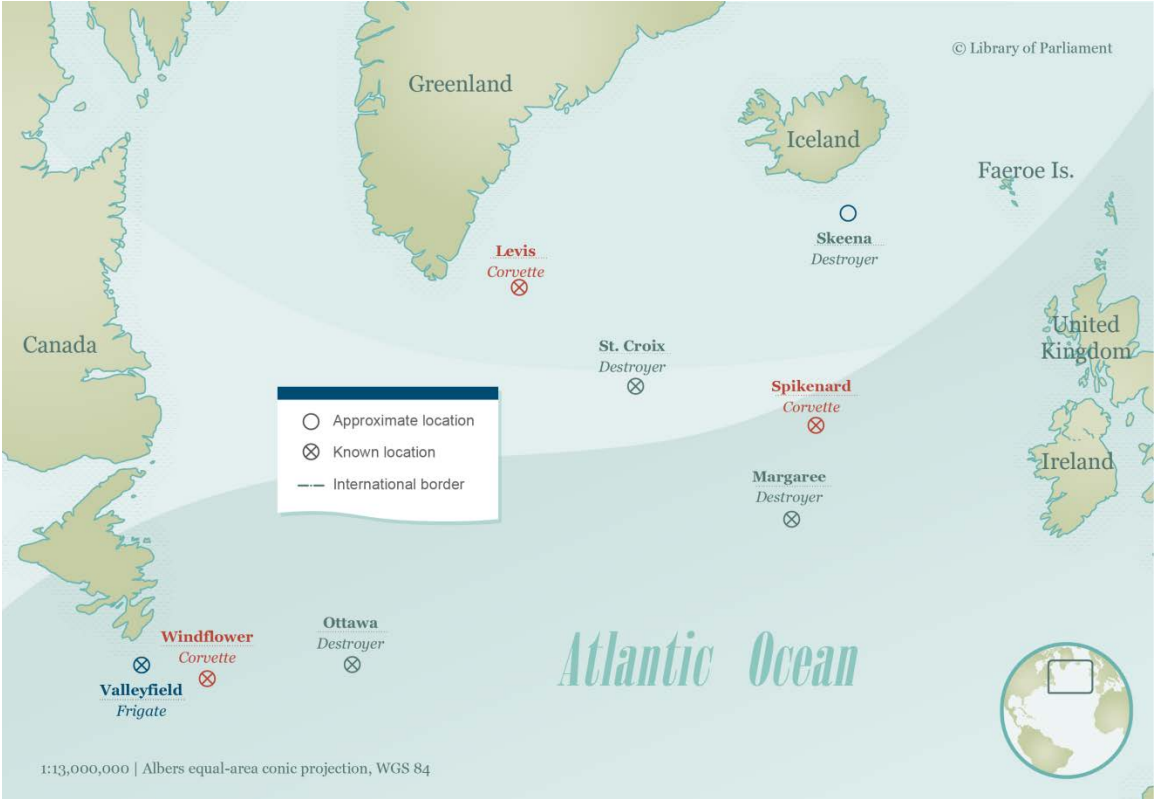 © Library of Parliament
Greenland
Iceland
Faeroe Is.
Skeena
Destroyer
Levis
Corvette
Canada
United
Kingdom
St. Croix
Destroyer
Spikenard
Corvette
Approximate location
Known location
International border
Ireland
Margaree
Destroyer
Ottawa
Destroyer
Windflower
Corvette
Valleyfield
Frigate
Atlantic Ocean
1:13,000,000 | Albers equal-area conic projection, WGS 84